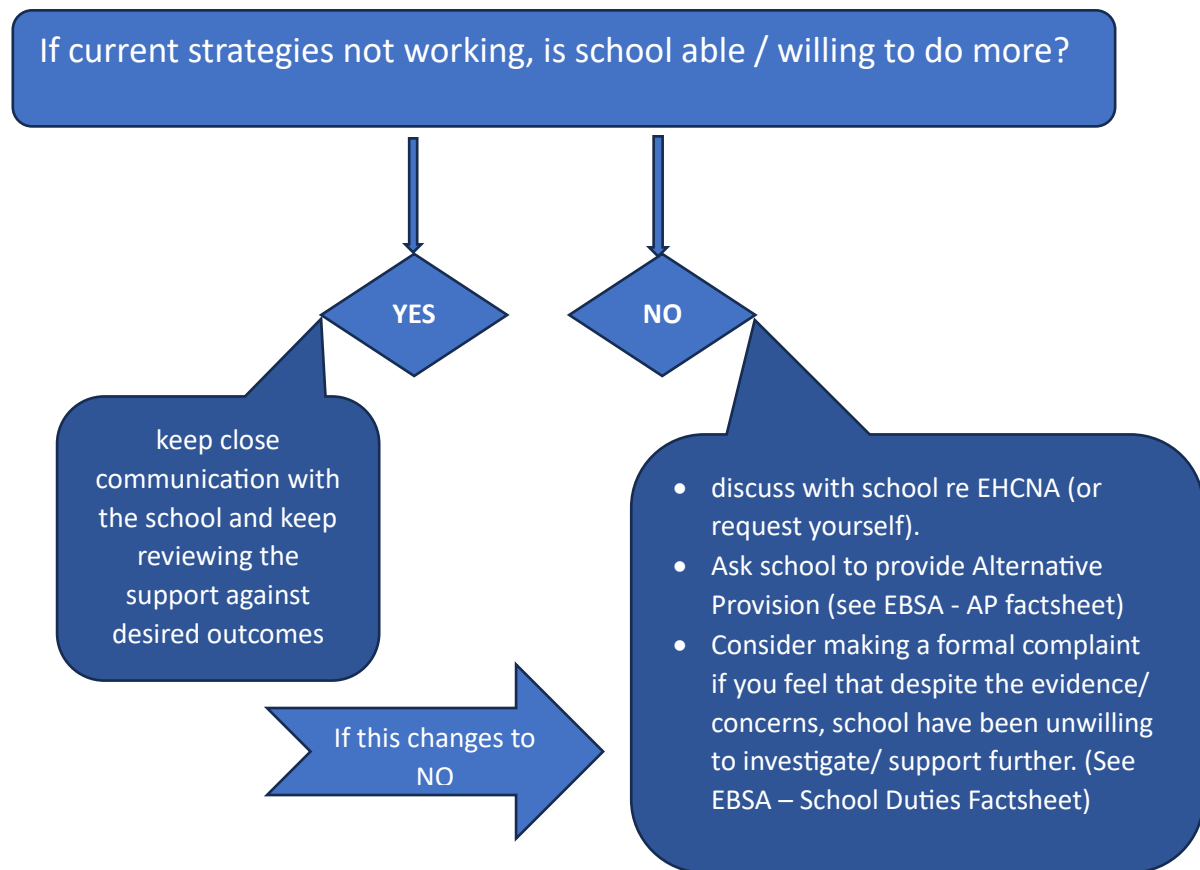 If current strategies not working, is school able / willing to do more?
YES
NO
keep close
communication with
the school and keep
reviewing the
support against
desired outcomes
• discuss with school re EHCNA (or
request yourself).
• Ask school to provide Alternative
Provision (see EBSA - AP factsheet)
• Consider making a formal complaint
if you feel that despite the evidence/
concerns, school have been unwilling
to investigate/ support further. (See
EBSA – School Duties Factsheet)
If this changes to
NO